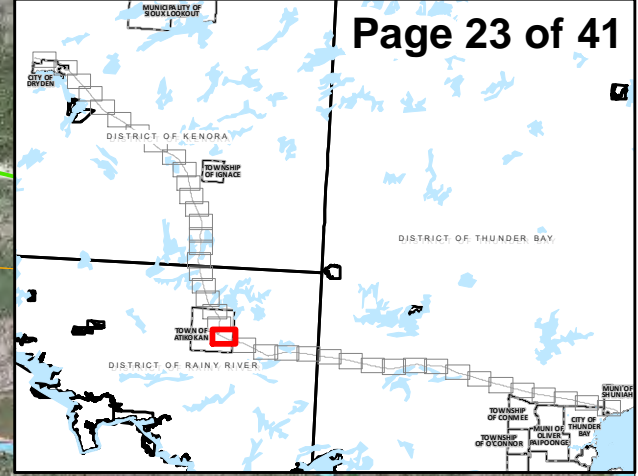 MUNICIPALITY OF
SIOUX LOOKOUT
Page 23 of 41
CITY OF
DRYDEN
DISTRICT OF KENORA
TOWNSHIP
OF IGNACE
DISTRICT OF THUNDER BAY
TOWN OF
ATIKOKAN
DISTRICT OF RAINY RIVER
MUNI OF
SHUNIAH
TOWNSHIP
OF CONMEE
CITY OF
THUNDER
BAY
MUNI OF
OLIVER
PAIPOONGE
TOWNSHIP
OF O'CONNOR